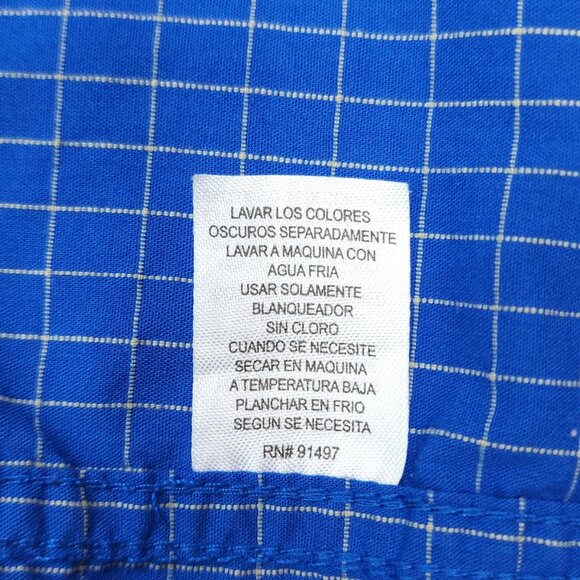 LAVAR LOS COLORES
OSCUROS SEPARADAMENTE
LAVAR A MAQUINA CON
AGUA FRIA
USAR SOLAMENTE
BLANQUEADOR
SIN CLORO
CUANDO SE NECESITE
SECAR EN MAQUINA
A TEMPERATURA BAJA
PLANCHAR EN FRIO
SEGUN SE NECESITA
RN# 91497